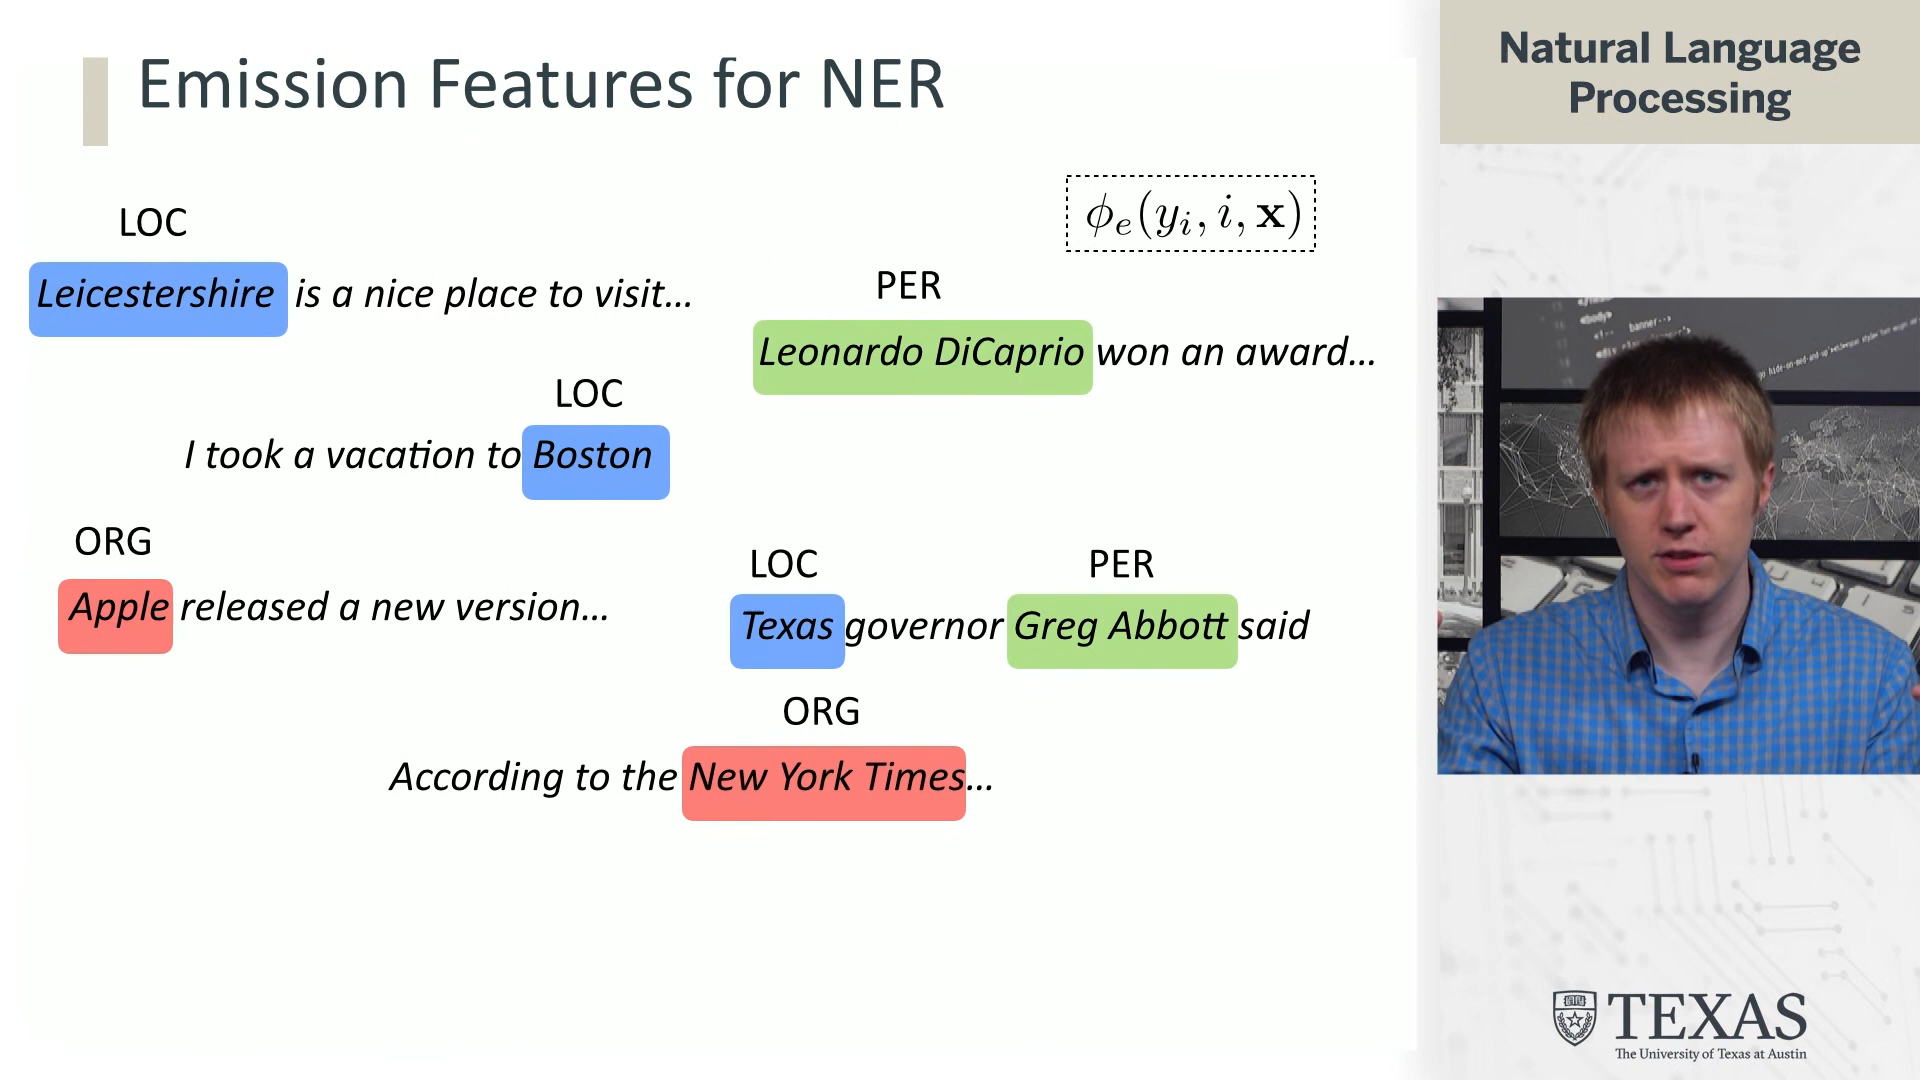 Emission Features for NER
Natural Language
Processing
ϕₑ(yᵢ, i, x)
LOC
Leicestershire is a nice place to visit...
PER
Leonardo DiCaprio won an award...
LOC
I took a vacation to Boston
ORG
Apple released a new version...
LOC PER
Texas governor Greg Abbott said
ORG
According to the New York Times...
<body>
banner-->
TEXAS
The University of Texas at Austin